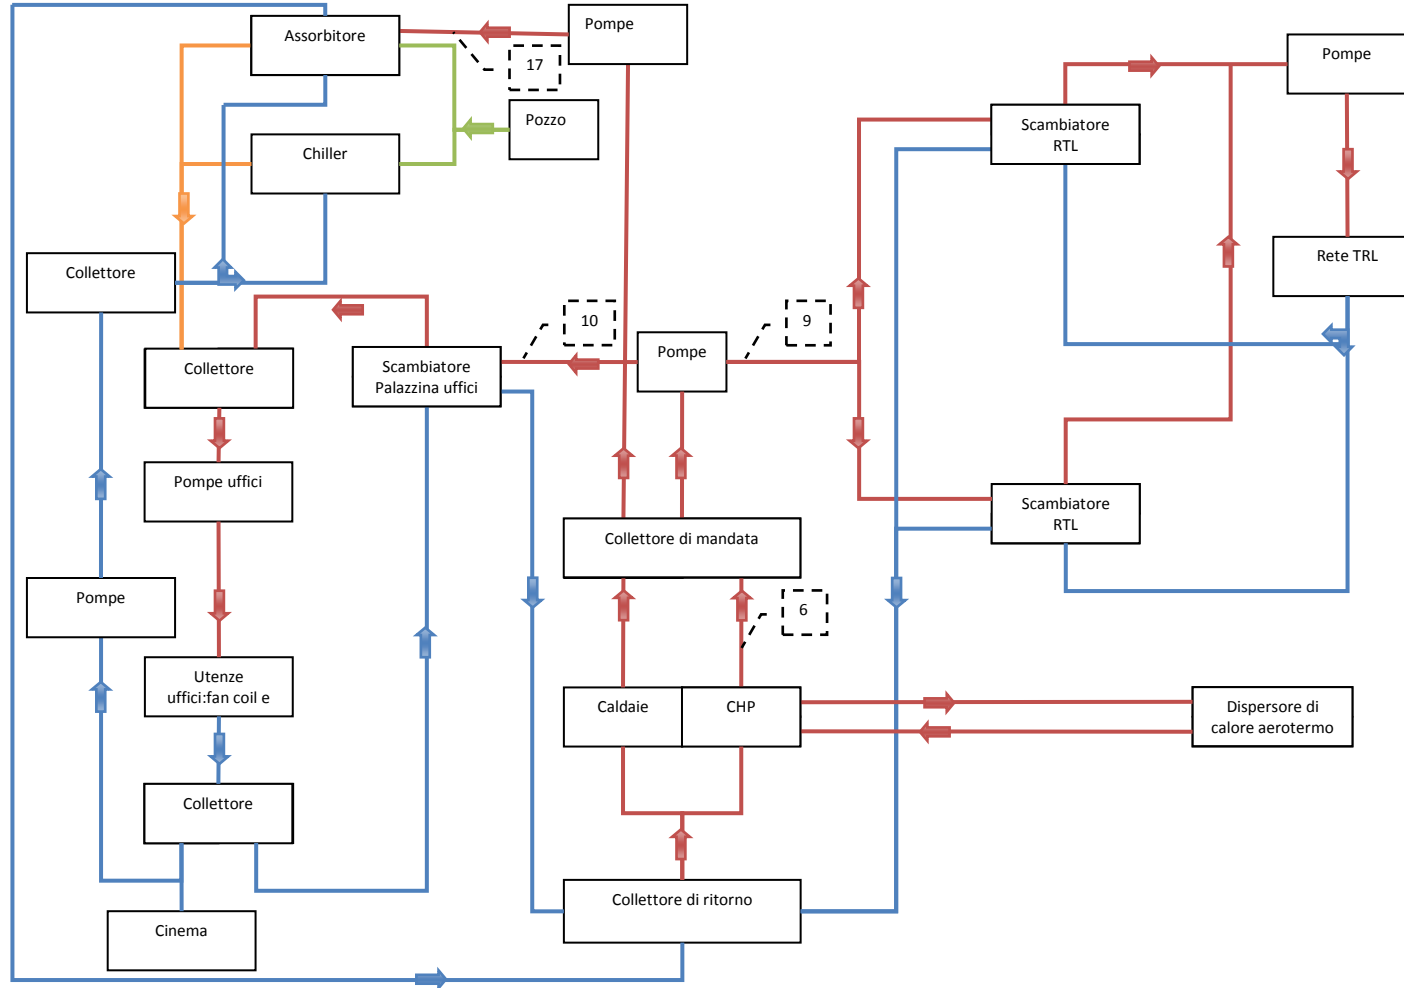 Assorbitore
Pompe
17
Pozzo
Chiller
Pompe
Scambiatore
RTL
Collettore
Rete TRL
10
9
Collettore
Scambiatore
Palazzina uffici
Pompe
Pompe uffici
Scambiatore
RTL
Collettore di mandata
Pompe
6
Utenze
uffici:fan coil e
Caldaie
CHP
Dispersore di
calore aerotermo
Collettore
Collettore di ritorno
Cinema